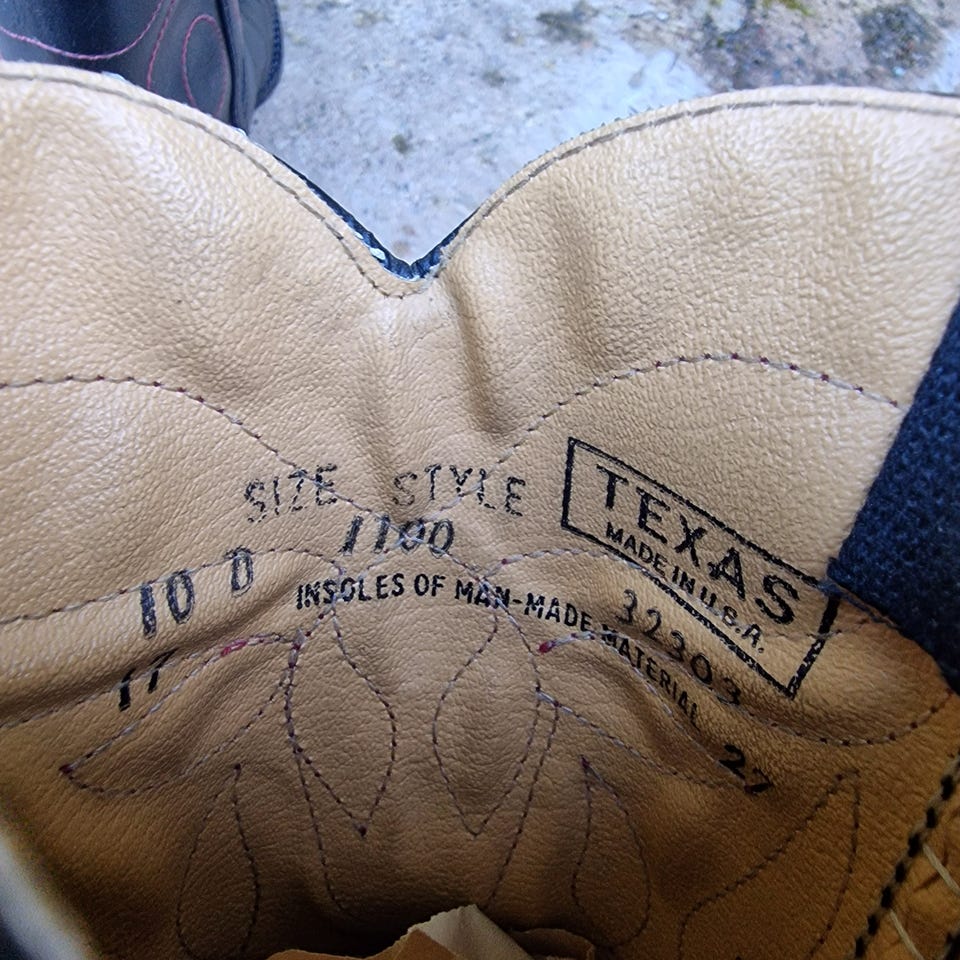 SIZE STYLE
10 D 1100
17
INSOLES OF MAN-MADE MATERIAL
TEXAS
MADE IN U.S.A.
32303
27